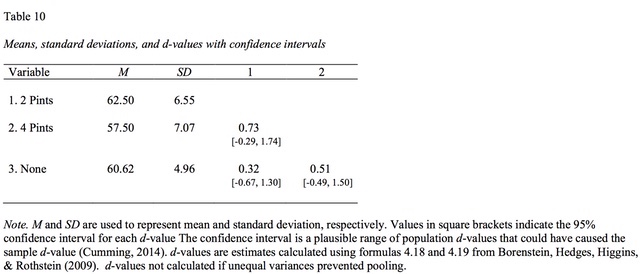 Table 10
Means, standard deviations, and d-values with confidence intervals
Variable M SD 1 2
1. 2 Pints 62.50 6.55
2. 4 Pints 57.50 7.07 0.73
[-0.29, 1.74]
3. None 60.62 4.96 0.32 0.51
[-0.67, 1.30] [-0.49, 1.50]
Note. M and SD are used to represent mean and standard deviation, respectively. Values in square brackets indicate the 95%
confidence interval for each d-value The confidence interval is a plausible range of population d-values that could have caused the
sample d-value (Cumming, 2014). d-values are estimates calculated using formulas 4.18 and 4.19 from Borenstein, Hedges, Higgins,
& Rothstein (2009). d-values not calculated if unequal variances prevented pooling.